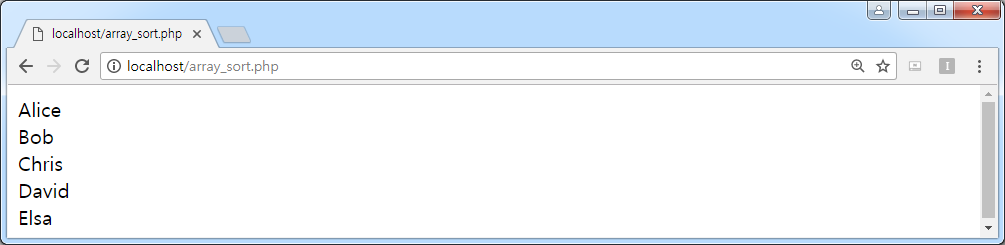 localhost/array_sort.php
localhost/array_sort.php
I
Alice
Bob
Chris
David
Elsa